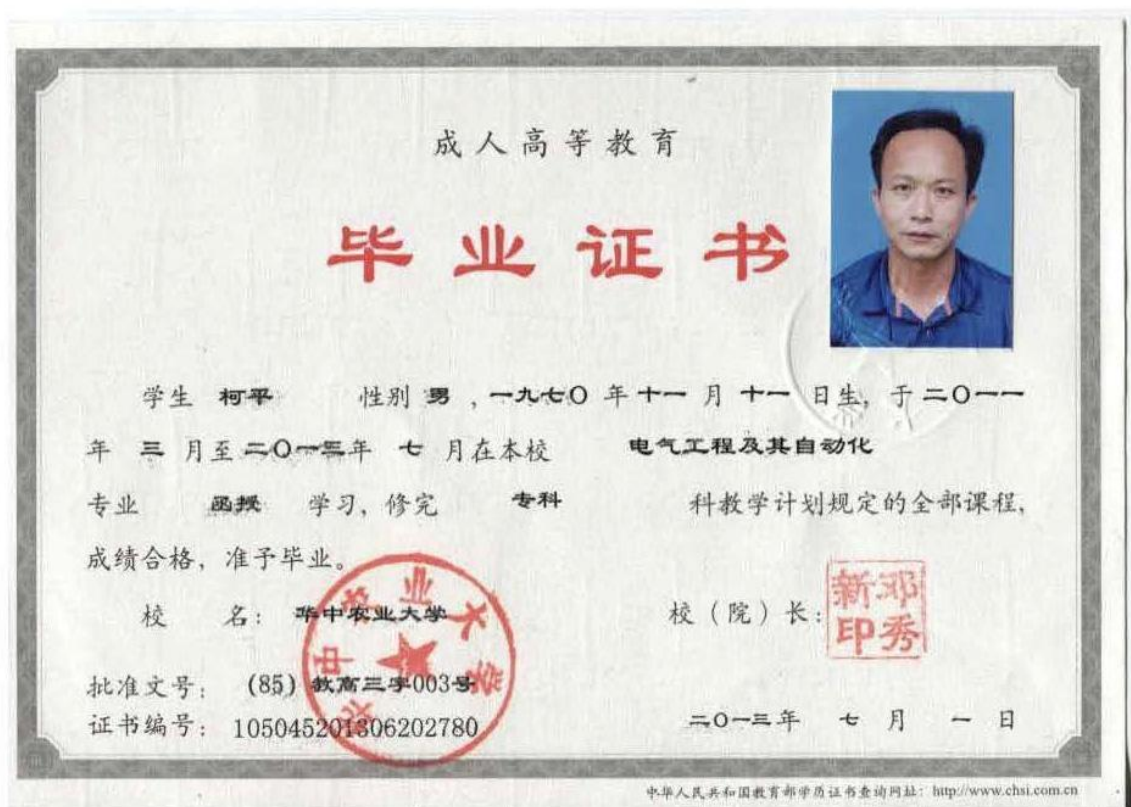 成人高等教育
毕业证书
学生 柯平 性别 男 ，一九七〇 年 十一 月 十一 日生，于 二〇一一
年 三 月至 二〇一三 年 七 月在本校 电气工程及其自动化
专业 函授 学习，修完 专科 科教学计划规定的全部课程，
成绩合格，准予毕业。
校 名： 华中农业大学
华中农业大学
校（院）长：
邓秀新印
批准文号： (85) 教高三字003号
证书编号： 105045201306202780
二〇一三年 七 月 一 日
中华人民共和国教育部学历证书查询网址：http://www.chsi.com.cn